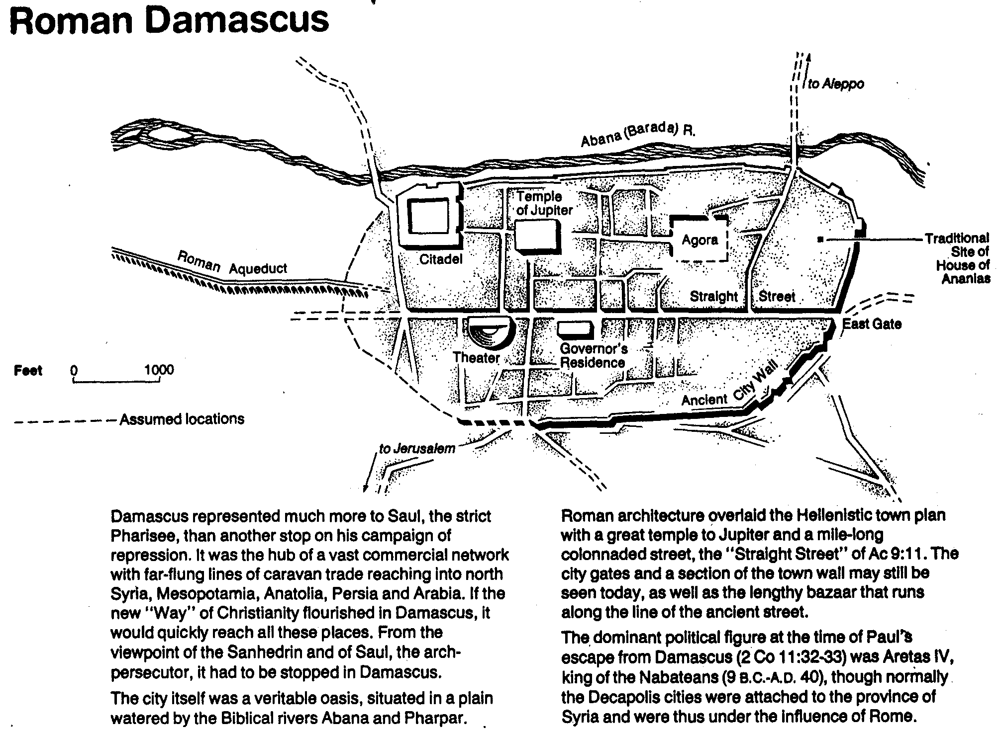 Roman Damascus
to Aleppo
Abana (Barada) R.
Temple
of Jupiter
Agora
Citadel
Traditional
Site of
House of
Ananias
Roman Aqueduct
Straight Street
East Gate
Theater
Governor's
Residence
Feet 0 1000
Ancient City Wall
Assumed locations
to Jerusalem
Damascus represented much more to Saul, the strict
Pharisee, than another stop on his campaign of
repression. It was the hub of a vast commercial network
with far-flung lines of caravan trade reaching into north
Syria, Mesopotamia, Anatolia, Persia and Arabia. If the
new "Way" of Christianity flourished in Damascus, it
would quickly reach all these places. From the
viewpoint of the Sanhedrin and of Saul, the arch-
persecutor, it had to be stopped in Damascus.
The city itself was a veritable oasis, situated in a plain
watered by the Biblical rivers Abana and Pharpar.
Roman architecture overlaid the Hellenistic town plan
with a great temple to Jupiter and a mile-long
colonnaded street, the "Straight Street" of Ac 9:11. The
city gates and a section of the town wall may still be
seen today, as well as the lengthy bazaar that runs
along the line of the ancient street.
The dominant political figure at the time of Paul's
escape from Damascus (2 Co 11:32-33) was Aretas IV,
king of the Nabateans (9 B.C.-A.D. 40), though normally
the Decapolis cities were attached to the province of
Syria and were thus under the influence of Rome.